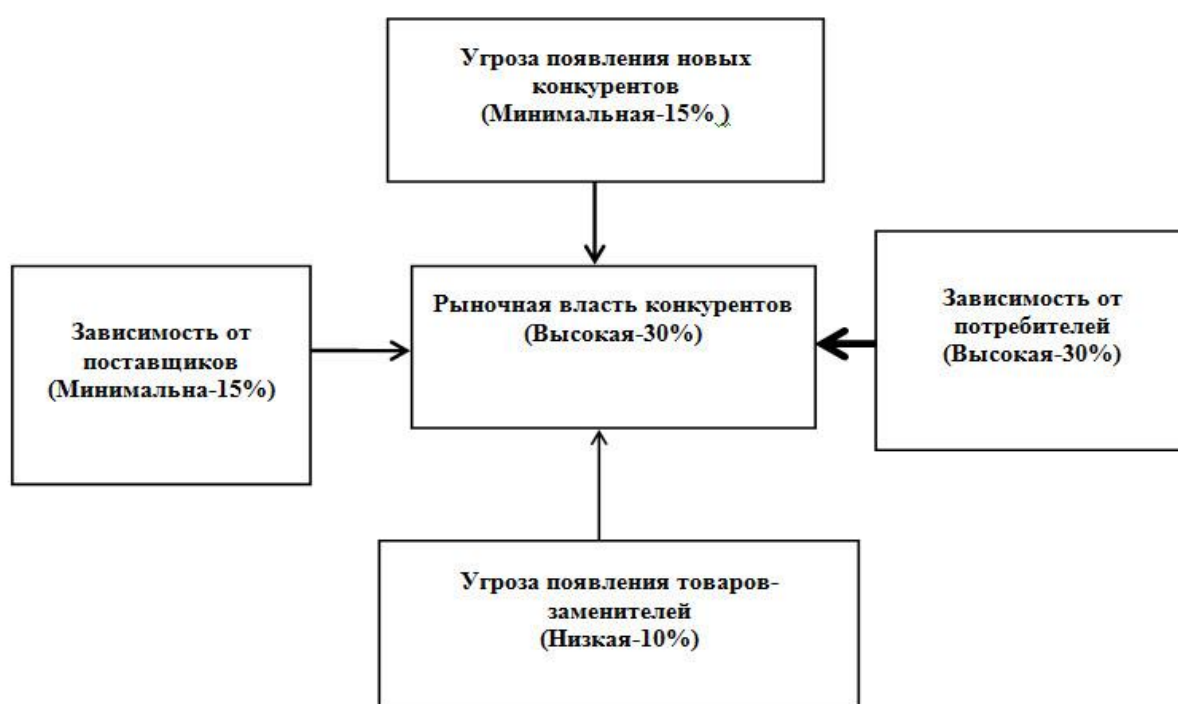 Угроза появления новых
конкурентов
(Минимальная-15% )
Зависимость от
поставщиков
(Минимальна-15%)
Рыночная власть конкурентов
(Высокая-30%)
Зависимость от
потребителей
(Высокая-30%)
Угроза появления товаров-
заменителей
(Низкая-10%)